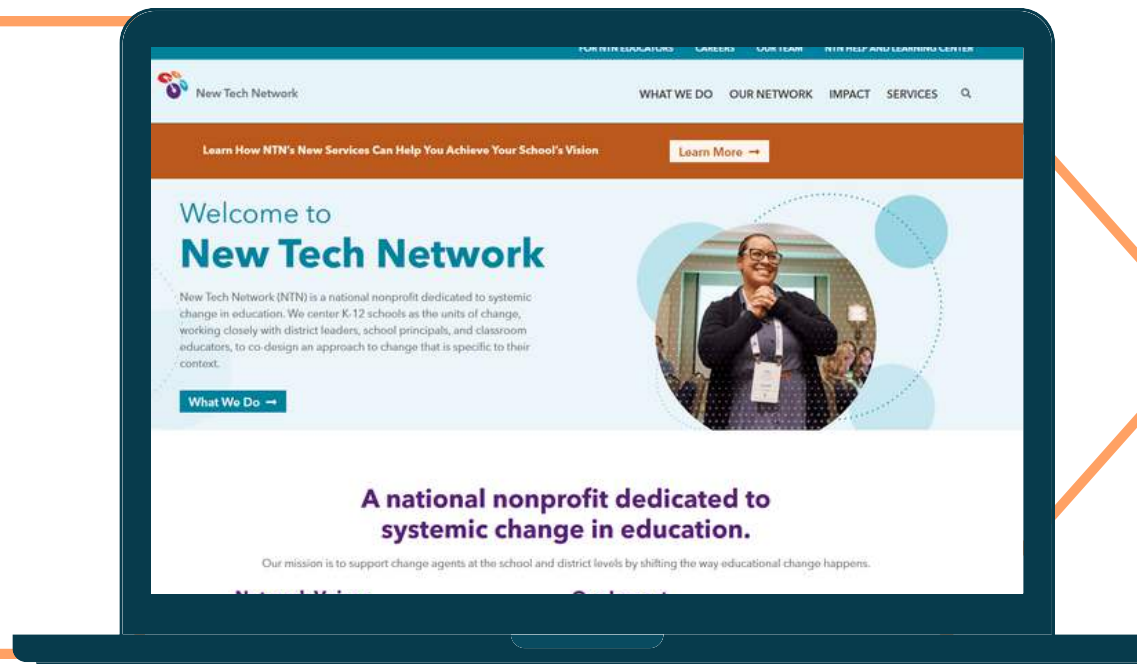 FOR NTN EDUCATORS CAREERS OUR TEAM NTN HELP AND LEARNING CENTER
New Tech Network
WHAT WE DO OUR NETWORK IMPACT SERVICES
Learn How NTN's New Services Can Help You Achieve Your School's Vision
Learn More →
Welcome to
New Tech Network
New Tech Network (NTN) is a national nonprofit dedicated to systemic
change in education. We center K-12 schools as the units of change,
working closely with district leaders, school principals, and classroom
educators, to co-design an approach to change that is specific to their
context.
What We Do →
A national nonprofit dedicated to
systemic change in education.
Our mission is to support change agents at the school and district levels by shifting the way educational change happens.